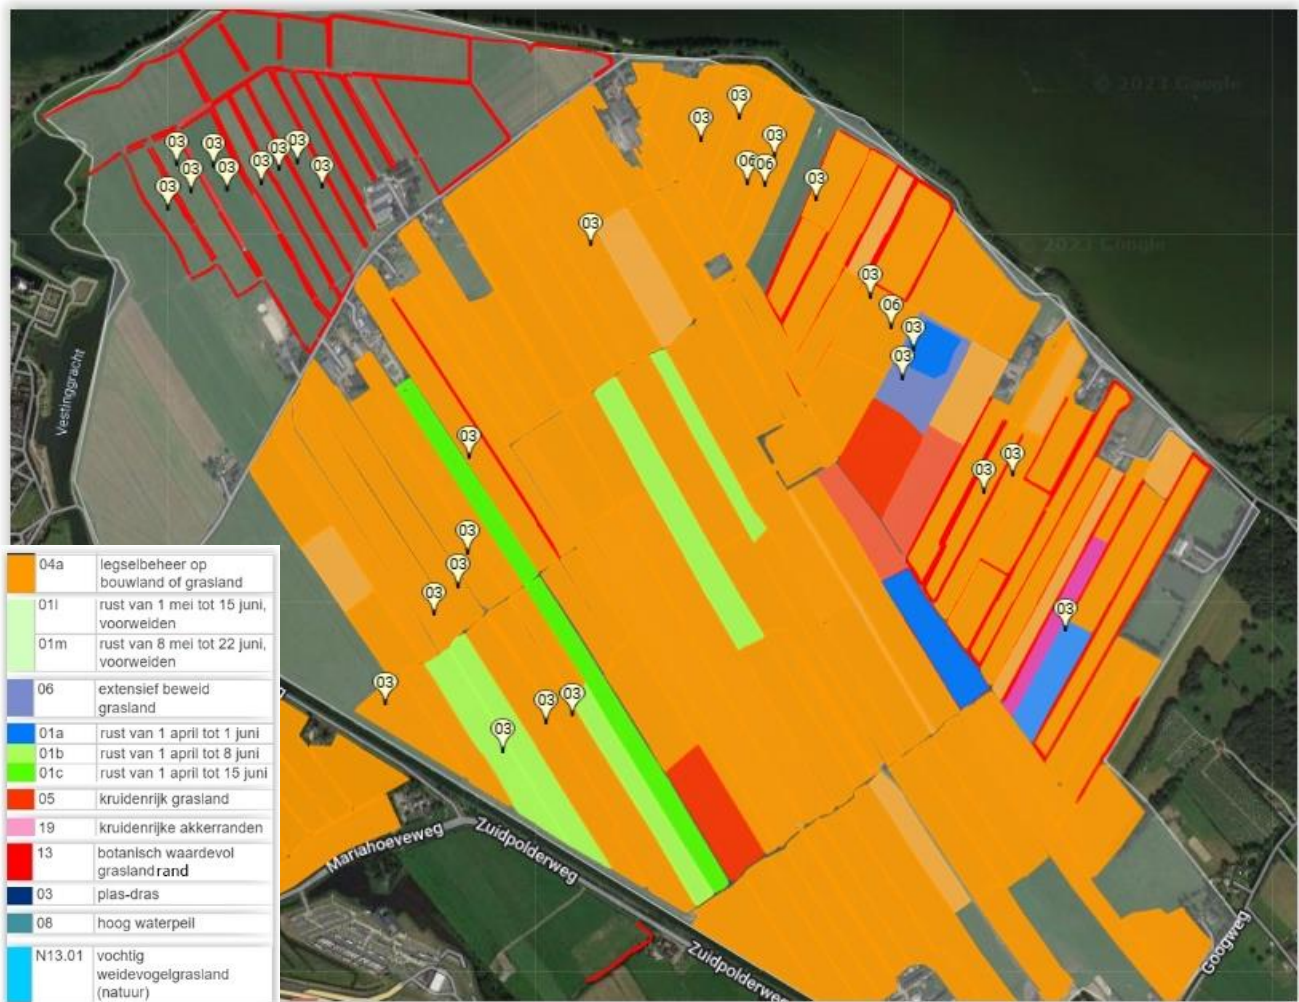 © 2023 Google
03
03
03
03
03
03
03
03
03
03
03
03
03
06
06
03
© 2023 Google
03
03
06
03
03
Vestinggracht
03
03
03
03
03
03
03
03
03
03
03
04a legselbeheer op
bouwland of grasland
01l rust van 1 mei tot 15 juni,
voorweiden
01m rust van 8 mei tot 22 juni,
voorweiden
06 extensief beweid
grasland
01a rust van 1 april tot 1 juni
01b rust van 1 april tot 8 juni
01c rust van 1 april tot 15 juni
05 kruidenrijk grasland
19 kruidenrijke akkerranden
13 botanisch waardevol
graslandrand
03 plas-dras
08 hoog waterpeil
N13.01 vochtig
weidevogelgrasland
(natuur)
Mariahoeveweg
Zuidpolderweg
Zuidpolderweg
Googweg